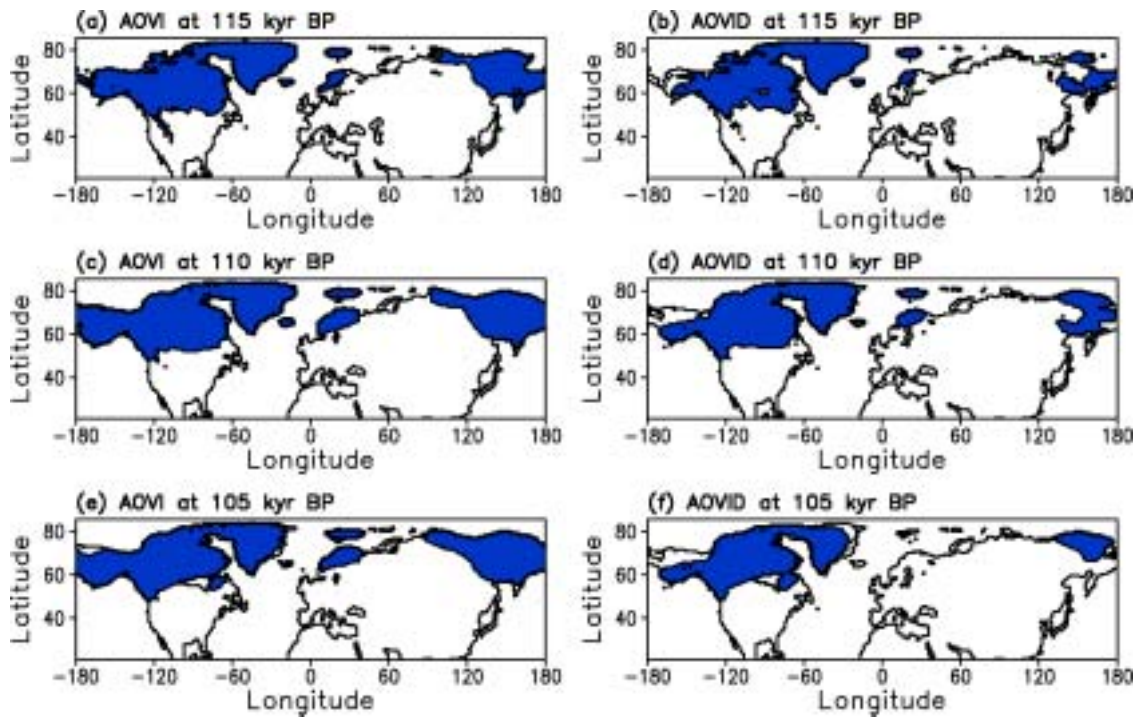 (a) AOVI at 115 kyr BP
(b) AOVID at 115 kyr BP
Latitude
80
60
40
-180 -120 -60 0 60 120 180
Longitude
Latitude
80
60
40
-180 -120 -60 0 60 120 180
Longitude
(c) AOVI at 110 kyr BP
(d) AOVID at 110 kyr BP
Latitude
80
60
40
-180 -120 -60 0 60 120 180
Longitude
Latitude
80
60
40
-180 -120 -60 0 60 120 180
Longitude
(e) AOVI at 105 kyr BP
(f) AOVID at 105 kyr BP
Latitude
80
60
40
-180 -120 -60 0 60 120 180
Longitude
Latitude
80
60
40
-180 -120 -60 0 60 120 180
Longitude